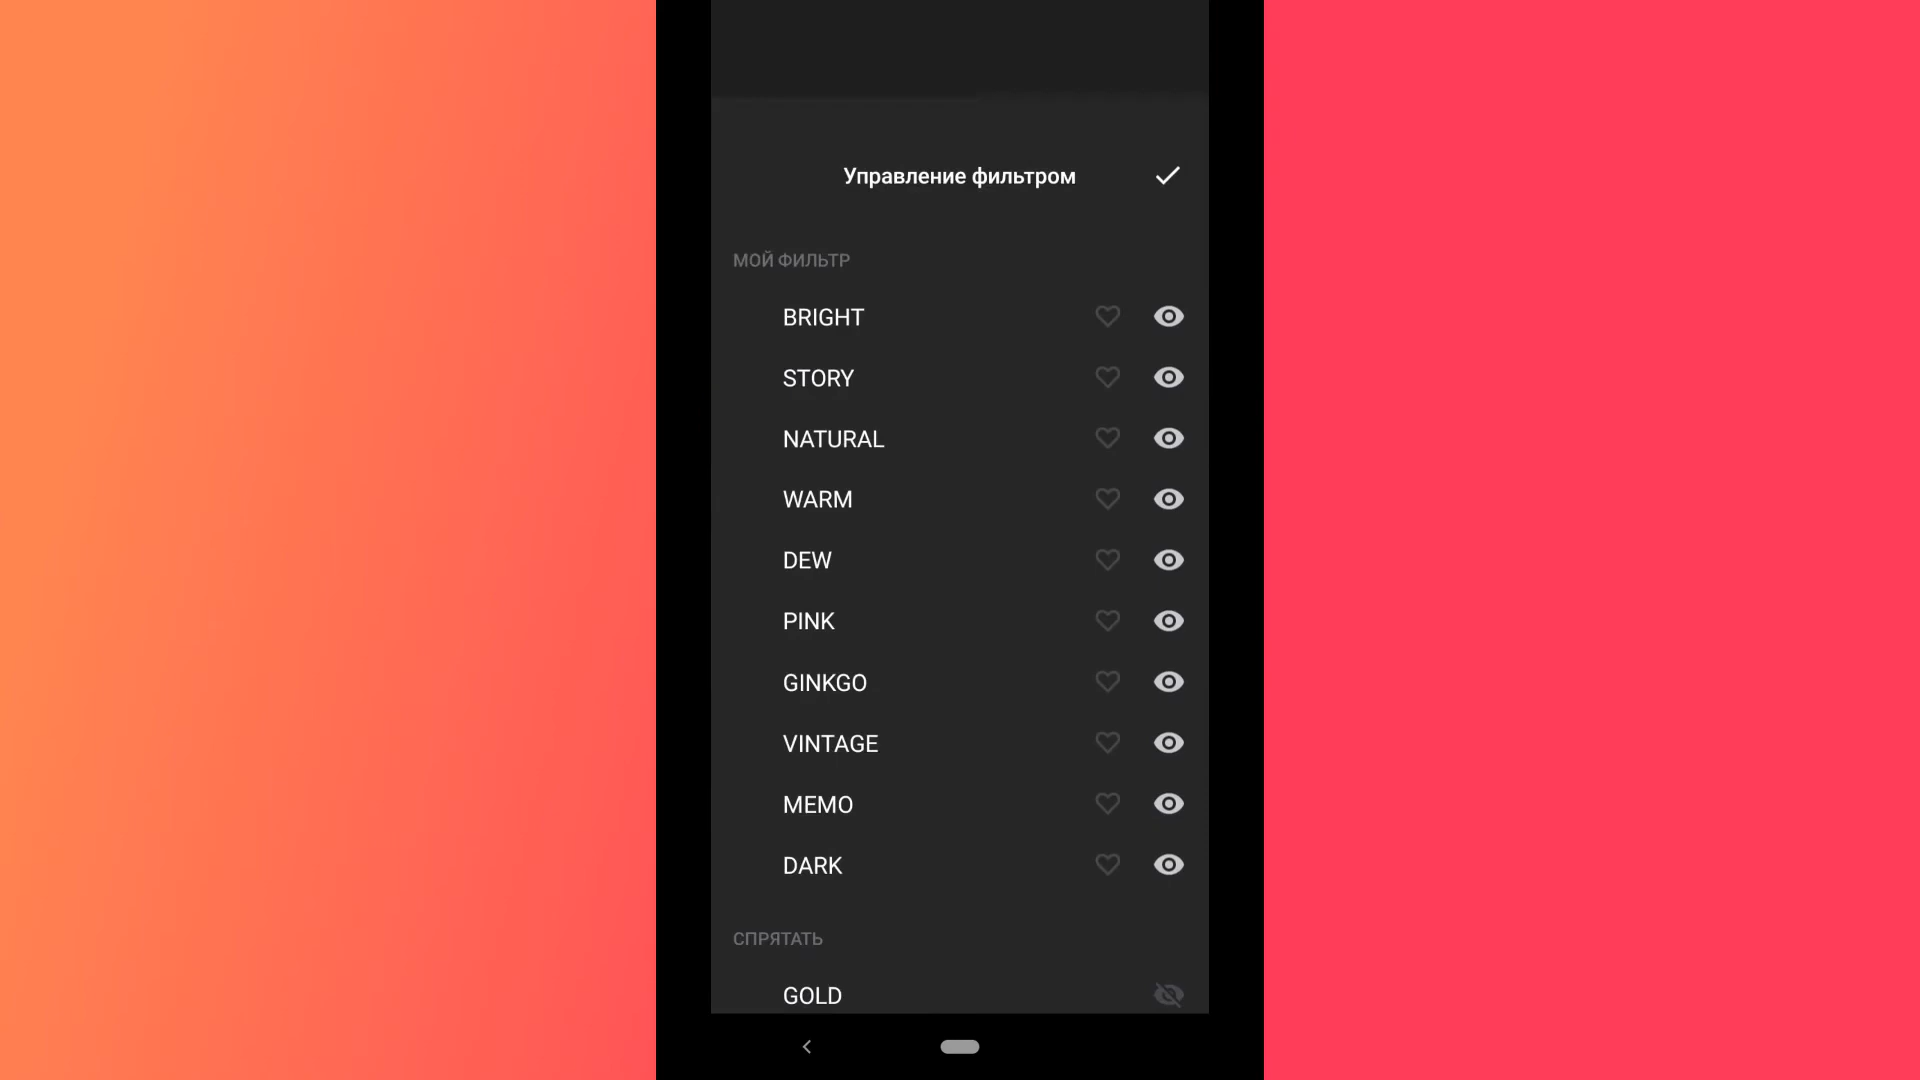 Управление фильтром
МОЙ ФИЛЬТР
BRIGHT
STORY
NATURAL
WARM
DEW
PINK
GINKGO
VINTAGE
MEMO
DARK
СПРЯТАТЬ
GOLD